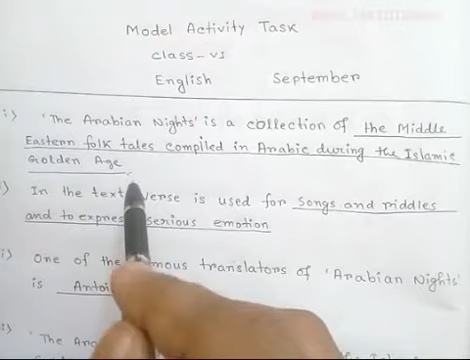 Model Activity Task
class-VI
English September
i) 'The Arabian Nights' is a collection of the Middle
Eastern folk tales compiled in Arabic during the Islamic
Golden Age
) In the text verse is used for songs and riddles
and to express serious emotion
i) One of the famous translators of 'Arabian Nights'
is Antoi
i) 'The Ara